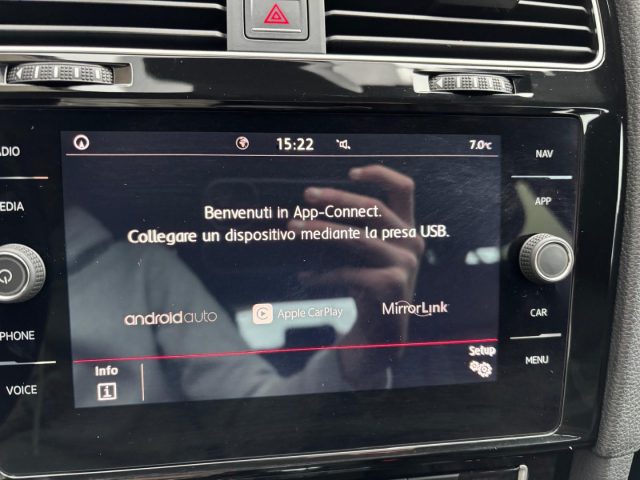 15:22
7.0°C
ADIO
NAV
EDIA
APP
Benvenuti in App-Connect.
Collegare un dispositivo mediante la presa USB.
androidauto
Apple CarPlay
MirrorLink
CAR
PHONE
Info
Setup
MENU
VOICE